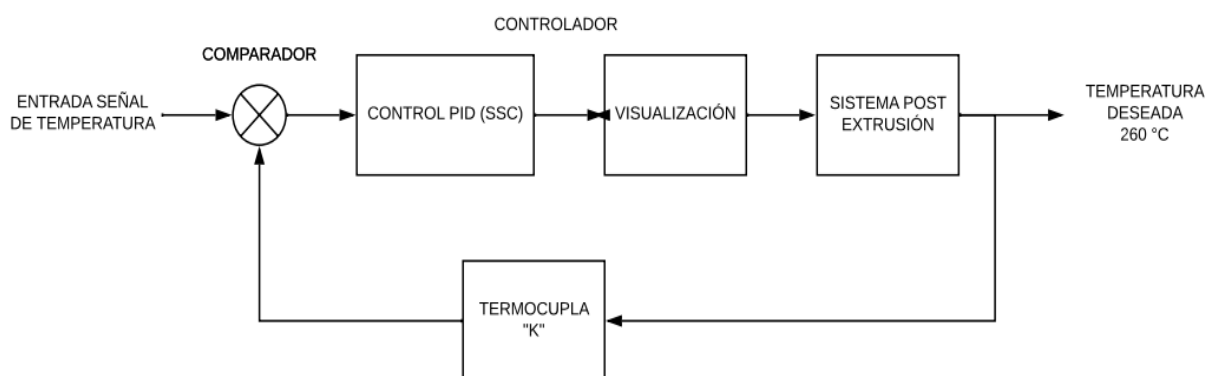 CONTROLADOR
COMPARADOR
ENTRADA SEÑAL
DE TEMPERATURA
CONTROL PID (SSC)
VISUALIZACIÓN
SISTEMA POST
EXTRUSIÓN
TEMPERATURA
DESEADA
260 °C
TERMOCUPLA
"K"